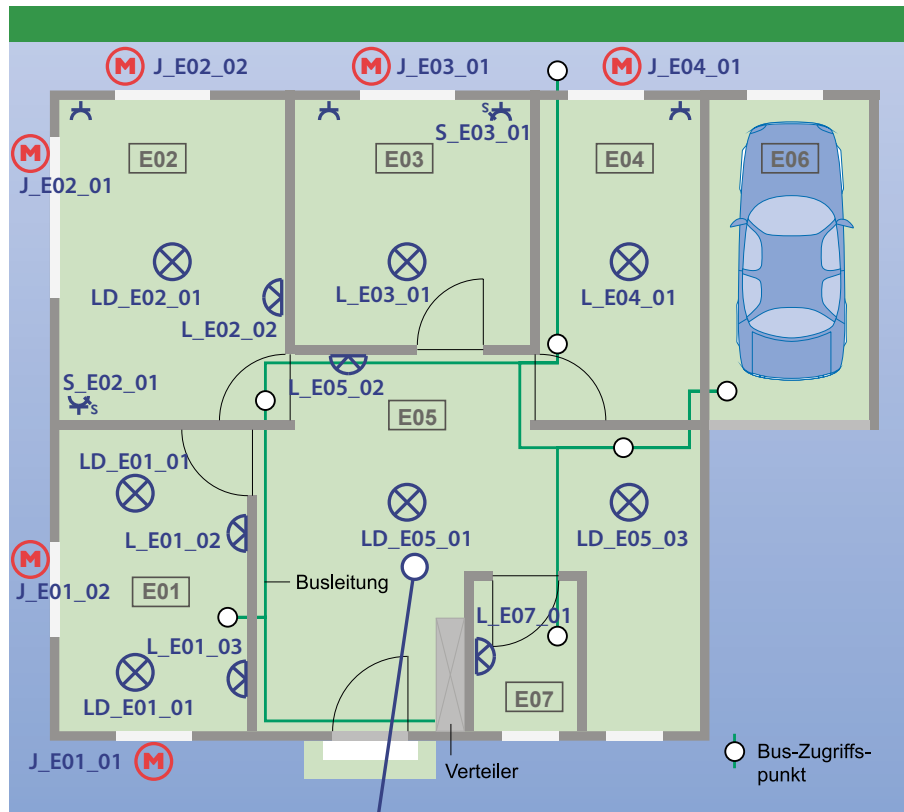 M J_E02_02
M J_E03_01
M J_E04_01
S
S_E03_01
E02
E03
E04
E06
M
J_E02_01
LD_E02_01
L_E03_01
L_E04_01
L_E02_02
S_E02_01
S
L_E05_02
E05
LD_E01_01
L_E01_02
LD_E05_01
LD_E05_03
M
J_E01_02
E01
Busleitung
L_E07_01
L_E01_03
LD_E01_01
E07
J_E01_01 M
Verteiler
Bus-Zugriffs-
punkt